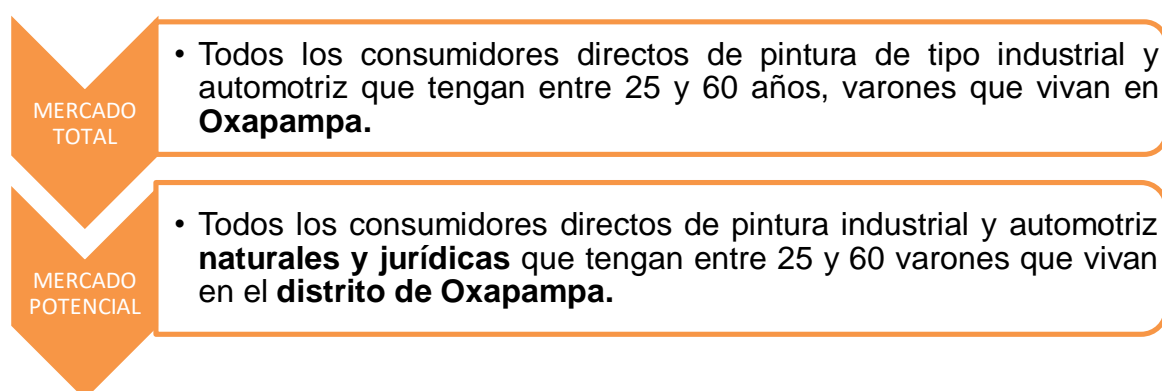 MERCADO
TOTAL
• Todos los consumidores directos de pintura de tipo industrial y
automotriz que tengan entre 25 y 60 años, varones que vivan en
Oxapampa.
MERCADO
POTENCIAL
• Todos los consumidores directos de pintura industrial y automotriz
naturales y jurídicas que tengan entre 25 y 60 varones que vivan
en el distrito de Oxapampa.